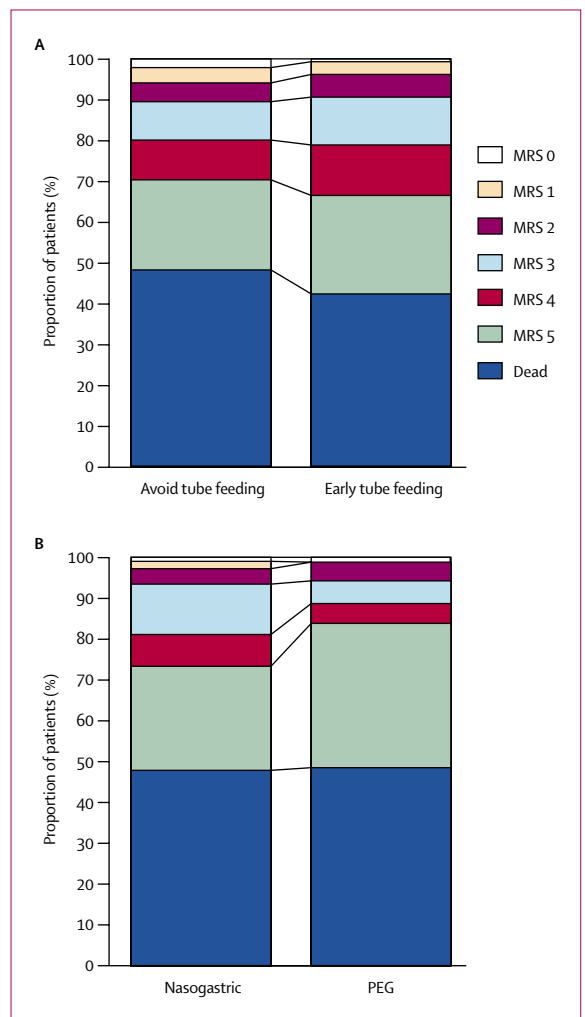 A
Proportion of patients (%)
100
90
80
70
60
50
40
30
20
10
0
Avoid tube feeding
Early tube feeding
MRS 0
MRS 1
MRS 2
MRS 3
MRS 4
MRS 5
Dead
B
Proportion of patients (%)
100
90
80
70
60
50
40
30
20
10
0
Nasogastric
PEG